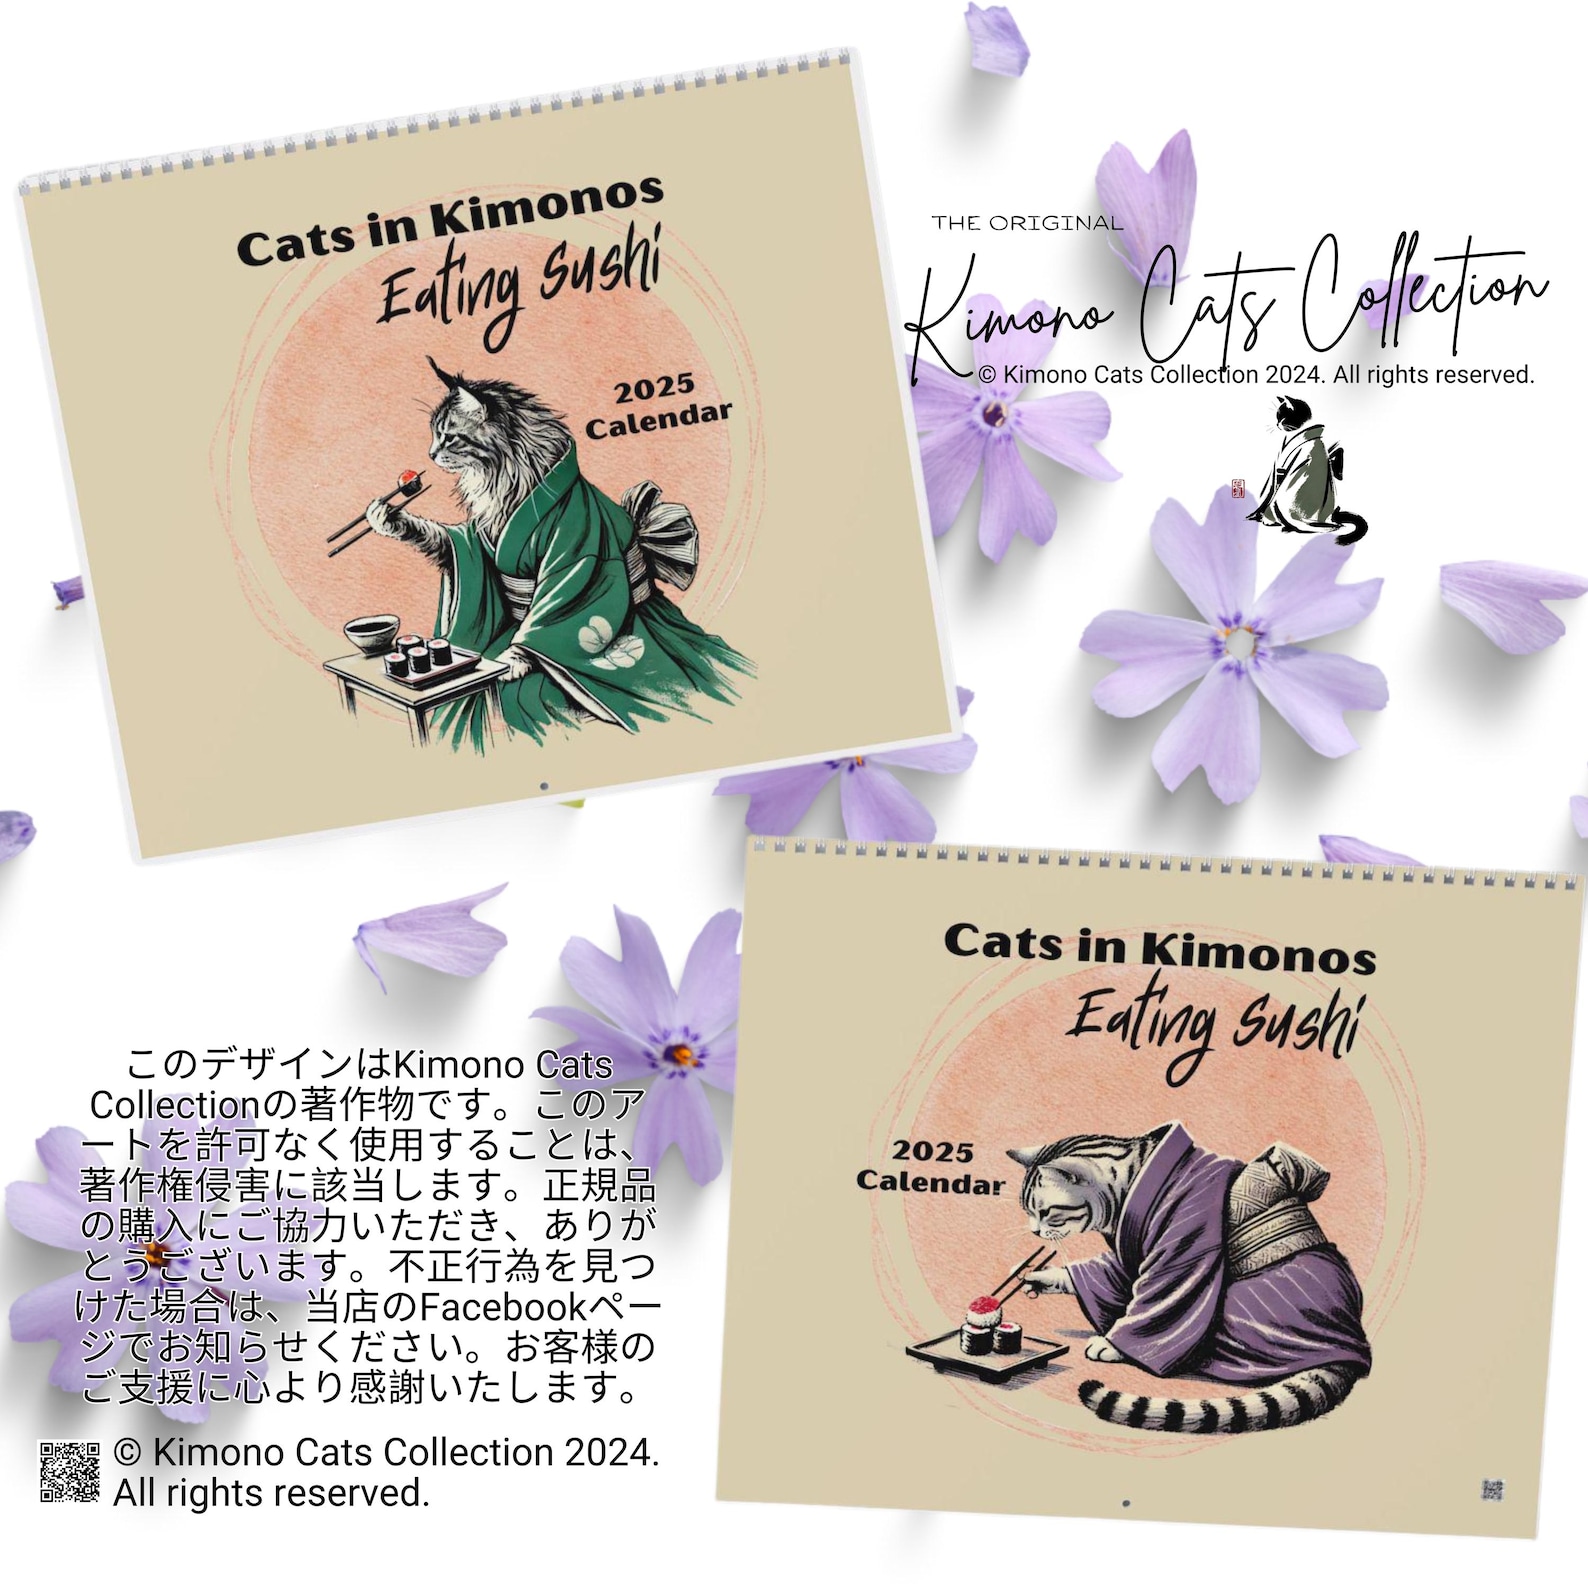 Cats in Kimonos
Eating Sushi
2025
Calendar
THE ORIGINAL
Kimono Cats Collection
© Kimono Cats Collection 2024. All rights reserved.
Cats in Kimonos
Eating Sushi
2025
Calendar
このデザインはKimono Cats
Collectionの著作物です。このア
ートを許可なく使用することは、
著作権侵害に該当します。正規品
の購入にご協力いただき、ありが
とうございます。不正行為を見つ
けた場合は、当店のFacebookペー
ジでお知らせください。お客様の
ご支援に心より感謝いたします。
© Kimono Cats Collection 2024.
All rights reserved.